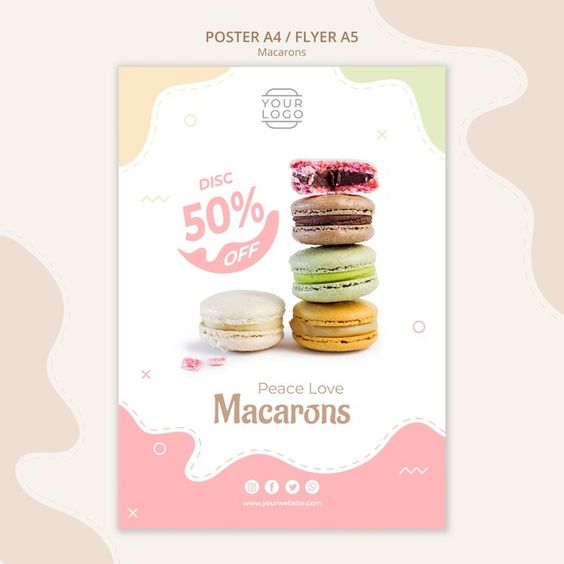 POSTER A4 / FLYER A5
Macarons
YOUR
LOGO
DISC
50%
OFF
Peace Love
Macarons
www.yourwebsite.com